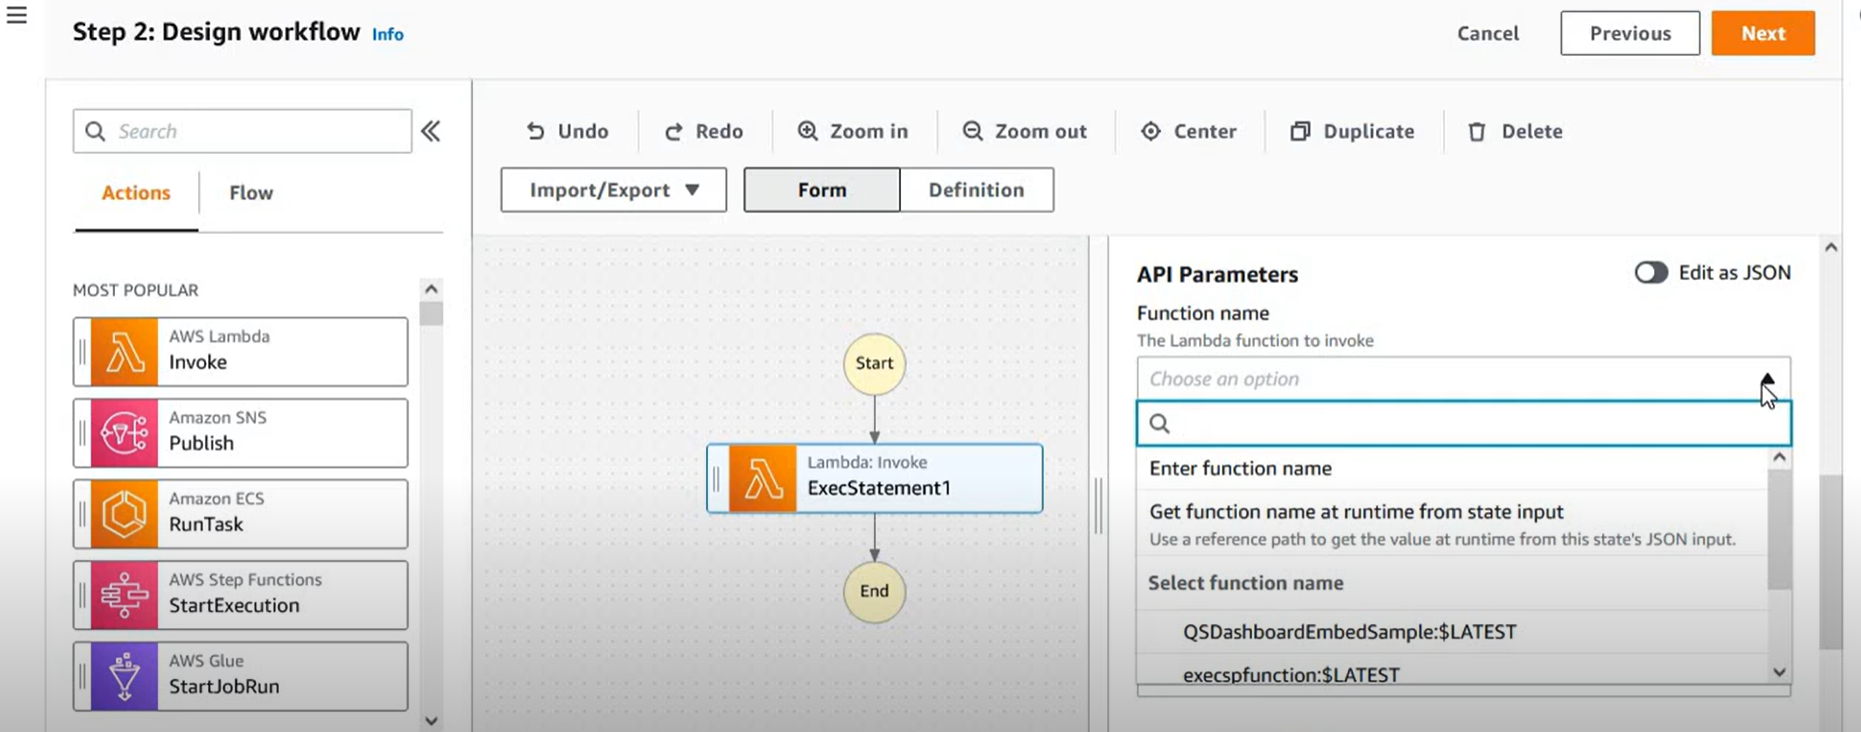 Step 2: Design workflow Info
Cancel
Previous
Next
Search
Undo
Redo
Zoom in
Zoom out
Center
Duplicate
Delete
Actions
Flow
Import/Export
Form
Definition
MOST POPULAR
AWS Lambda
Invoke
Amazon SNS
Publish
Amazon ECS
RunTask
AWS Step Functions
StartExecution
AWS Glue
StartJobRun
Start
Lambda: Invoke
ExecStatement1
End
API Parameters
Edit as JSON
Function name
The Lambda function to invoke
Choose an option
Enter function name
Get function name at runtime from state input
Use a reference path to get the value at runtime from this state's JSON input.
Select function name
QSDashboardEmbedSample:$LATEST
execspfunction:$LATEST